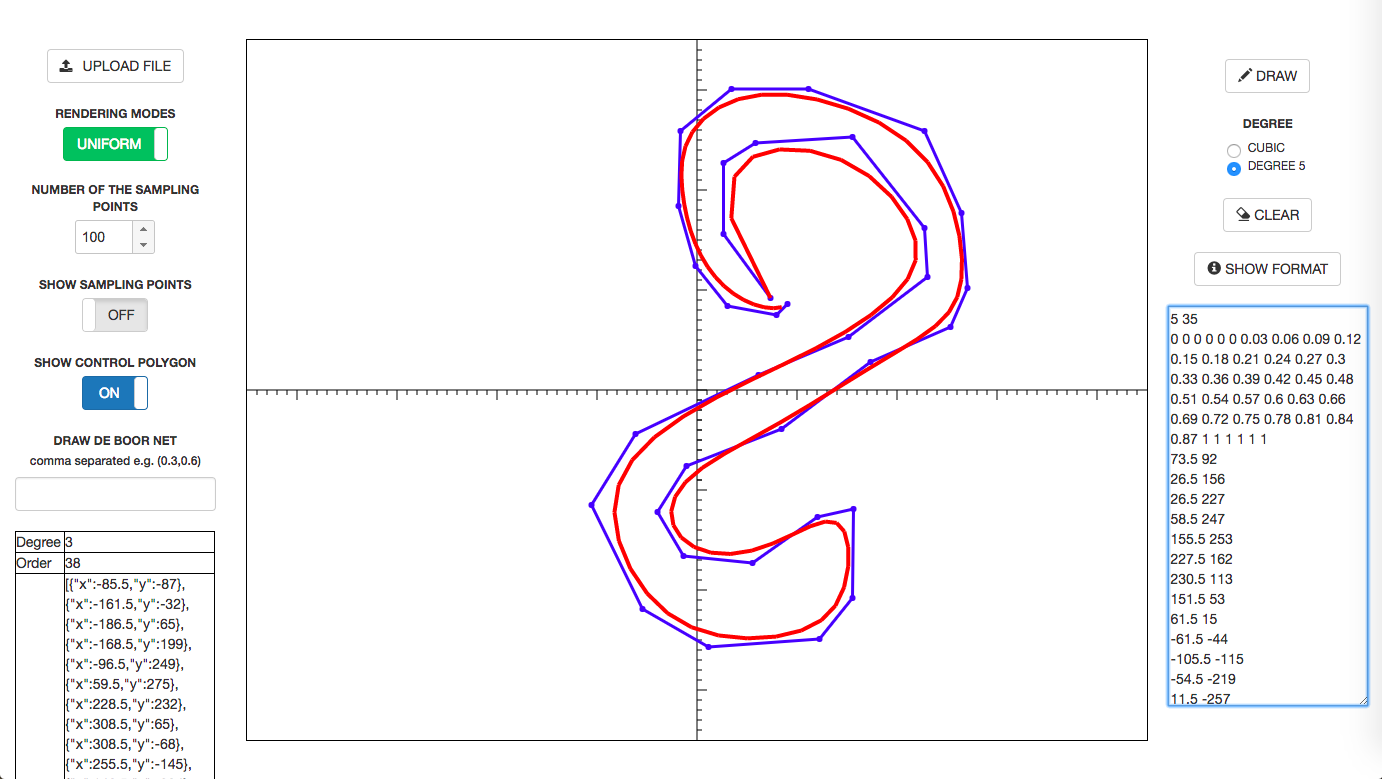 UPLOAD FILE
RENDERING MODES
UNIFORM
NUMBER OF THE SAMPLING
POINTS
100
SHOW SAMPLING POINTS
OFF
SHOW CONTROL POLYGON
ON
DRAW DE BOOR NET
comma separated e.g. (0.3,0.6)
Degree 3
Order 38
[{"x":-85.5,"y":-87},
{"x":-161.5,"y":-32},
{"x":-186.5,"y":65},
{"x":-168.5,"y":199},
{"x":-96.5,"y":249},
{"x":59.5,"y":275},
{"x":228.5,"y":232},
{"x":308.5,"y":65},
{"x":308.5,"y":-68},
{"x":255.5,"y":-145},
DRAW
DEGREE
CUBIC
DEGREE 5
CLEAR
SHOW FORMAT
5 35
0 0 0 0 0 0 0.03 0.06 0.09 0.12
0.15 0.18 0.21 0.24 0.27 0.3
0.33 0.36 0.39 0.42 0.45 0.48
0.51 0.54 0.57 0.6 0.63 0.66
0.69 0.72 0.75 0.78 0.81 0.84
0.87 1 1 1 1 1 1
73.5 92
26.5 156
26.5 227
58.5 247
155.5 253
227.5 162
230.5 113
151.5 53
61.5 15
-61.5 -44
-105.5 -115
-54.5 -219
11.5 -257